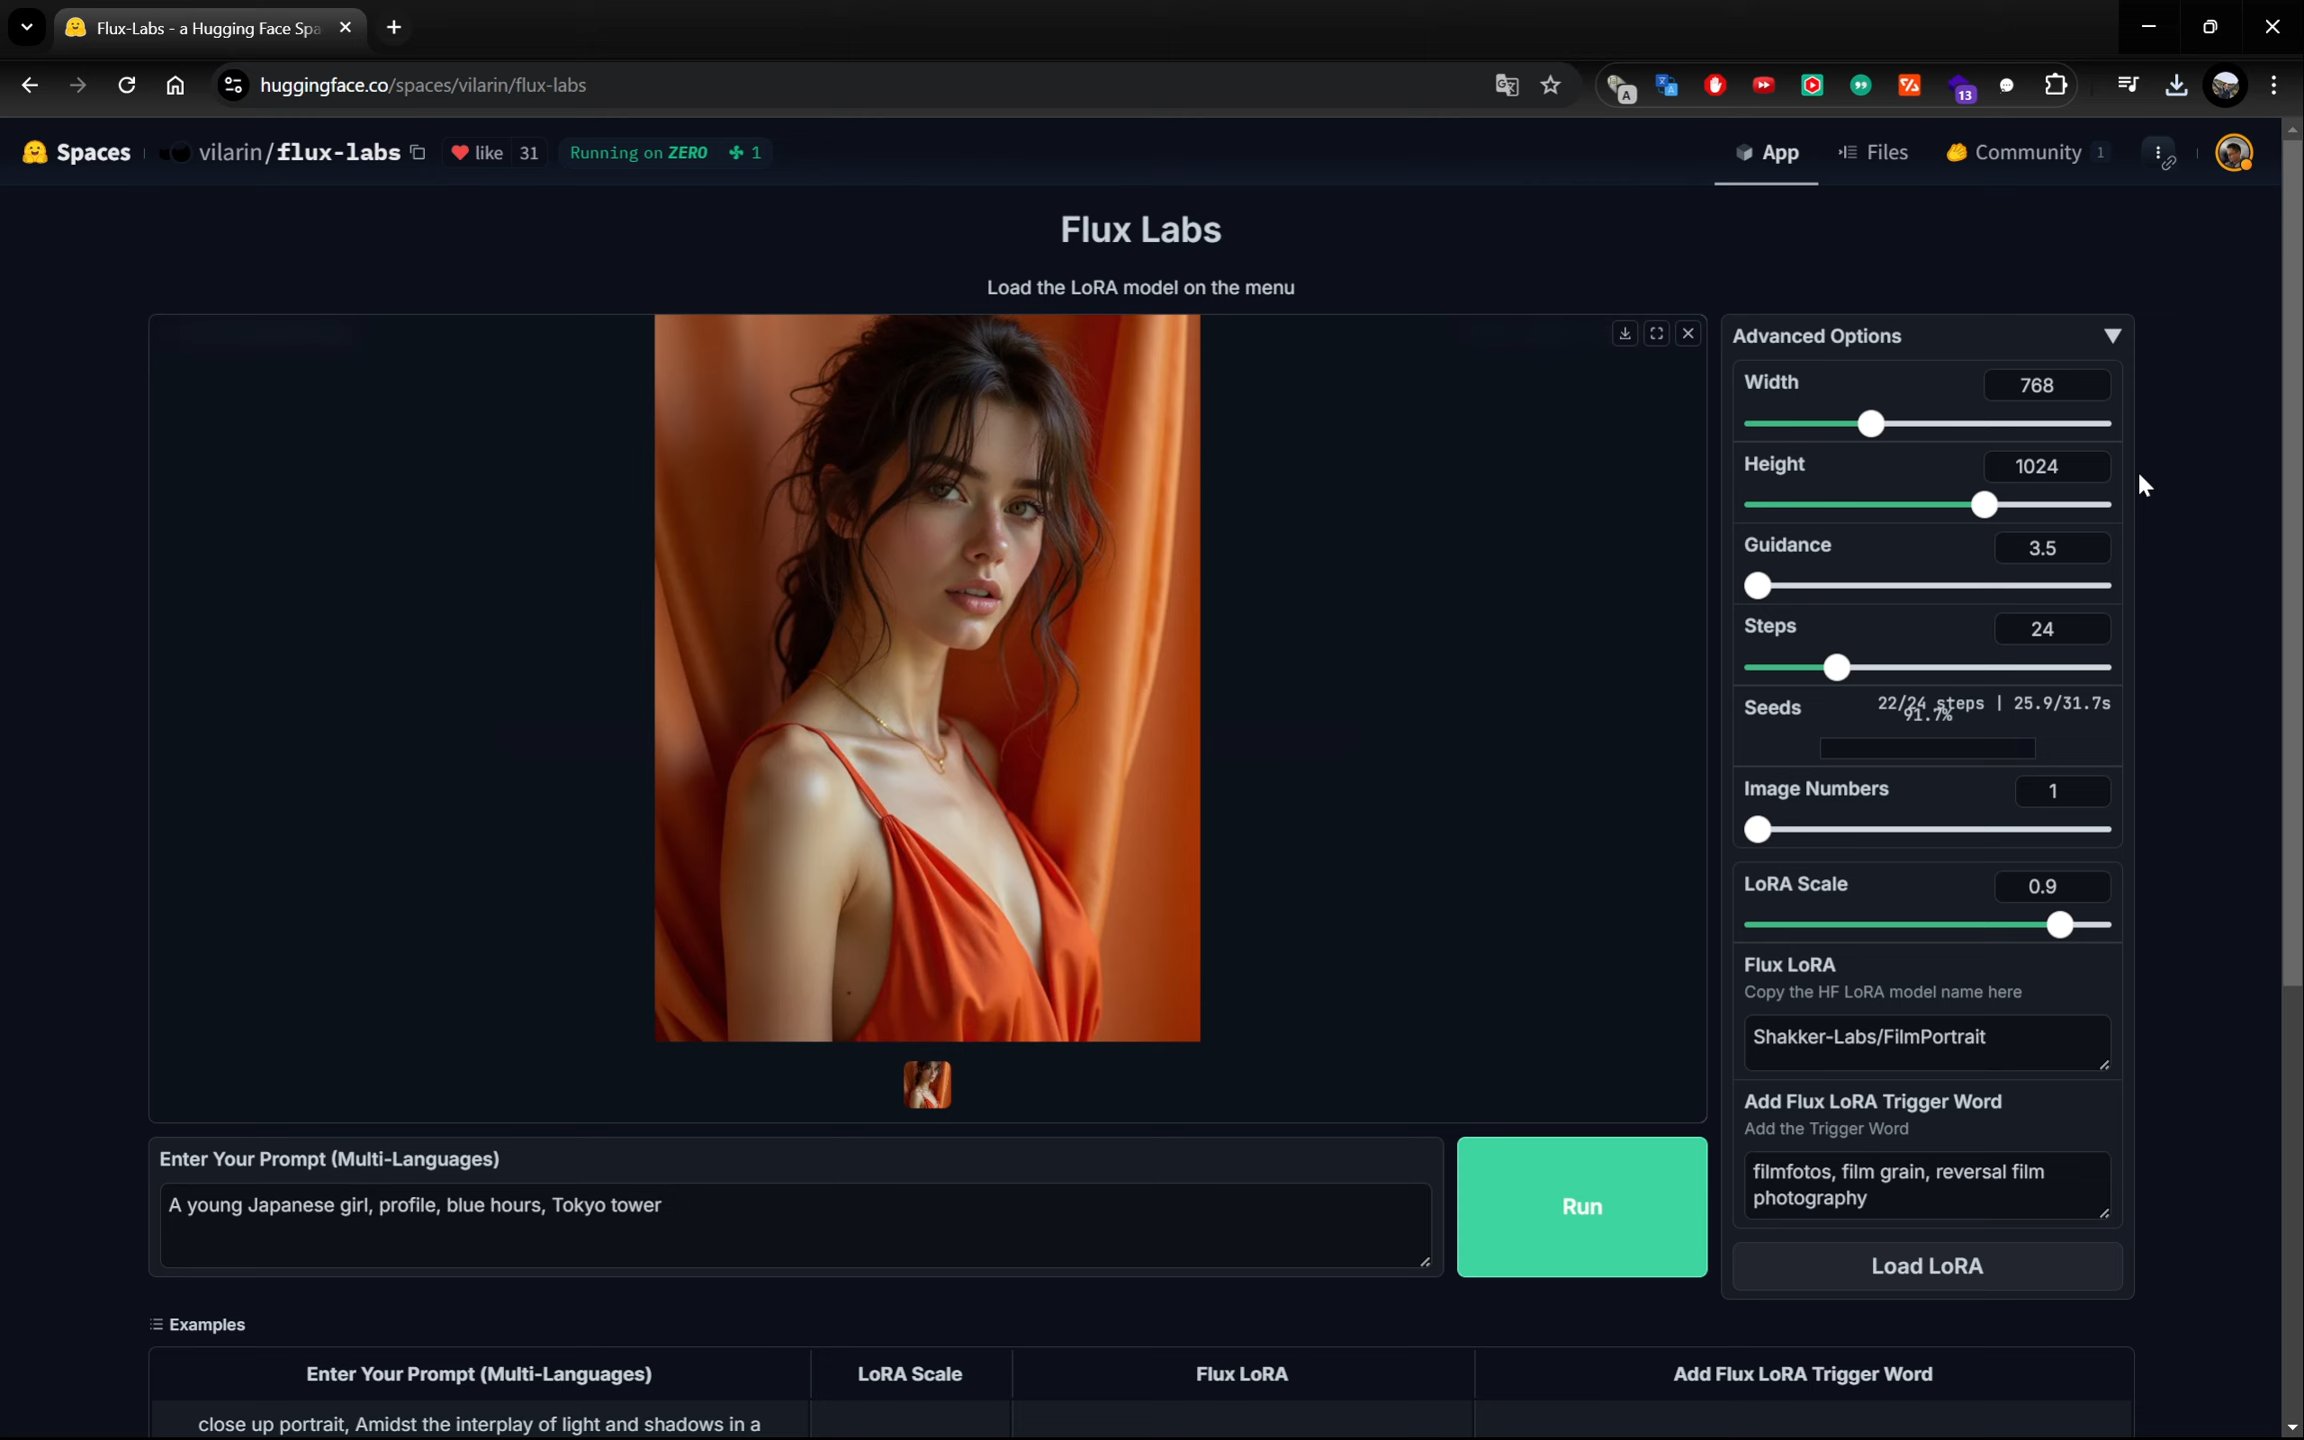 Flux-Labs - a Hugging Face Spa
huggingface.co/spaces/vilarin/flux-labs
A
13
Spaces
vilarin/flux-labs
like 31
Running on ZERO 1
App
Files
Community 1
Flux Labs
Load the LoRA model on the menu
Advanced Options
Width 768
Height 1024
Guidance 3.5
Steps 24
Seeds 22/24 steps | 25.9/31.7s
91.7%
Image Numbers 1
LoRA Scale 0.9
Flux LoRA
Copy the HF LoRA model name here
Shakker-Labs/FilmPortrait
Add Flux LoRA Trigger Word
Add the Trigger Word
filmfotos, film grain, reversal film
photography
Load LoRA
Enter Your Prompt (Multi-Languages)
A young Japanese girl, profile, blue hours, Tokyo tower
Run
Examples
Enter Your Prompt (Multi-Languages) LoRA Scale Flux LoRA Add Flux LoRA Trigger Word
close up portrait, Amidst the interplay of light and shadows in a